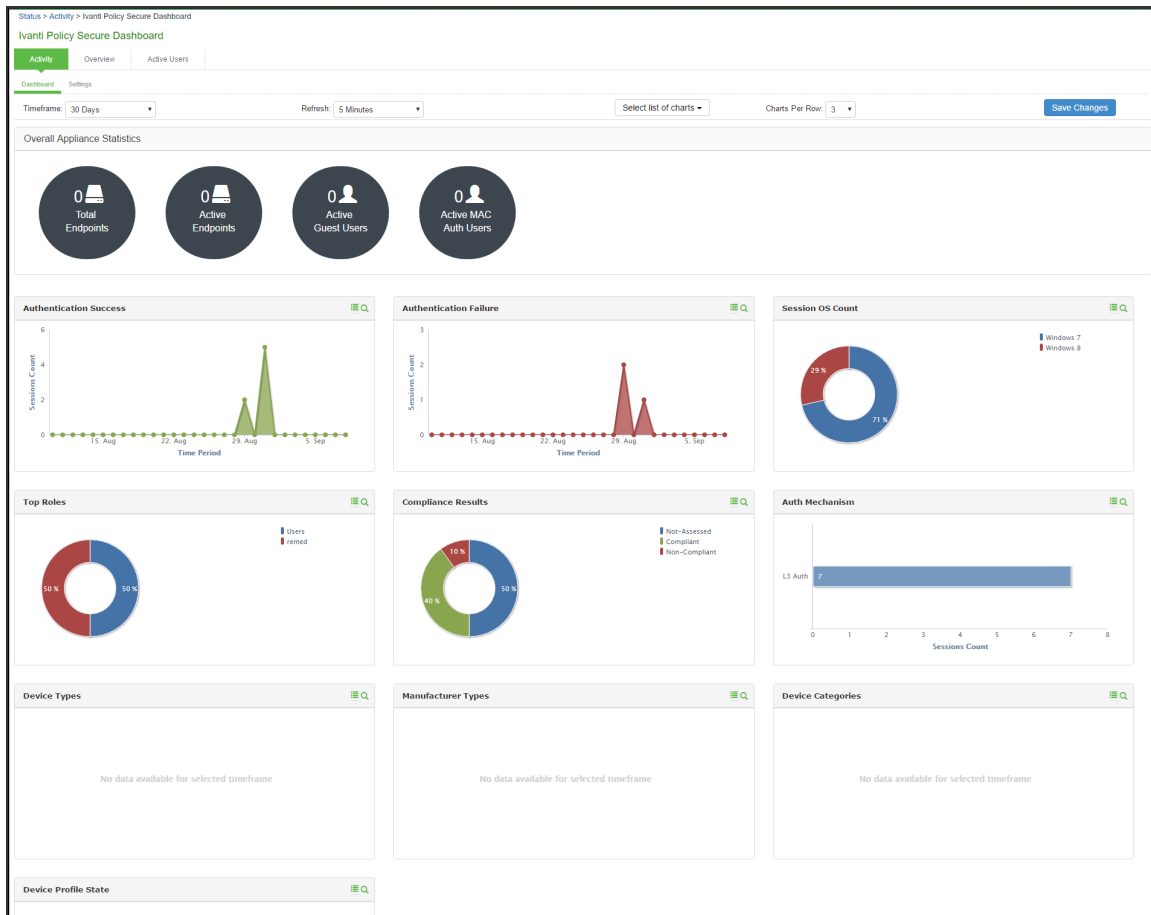 Status > Activity > Ivanti Policy Secure Dashboard
Ivanti Policy Secure Dashboard
Activity Overview Active Users
Dashboard Settings
Timeframe: 30 Days Refresh: 5 Minutes Select list of charts Charts Per Row: 3 Save Changes
Overall Appliance Statistics
0 Total Endpoints
0 Active Endpoints
0 Active Guest Users
0 Active MAC Auth Users
Authentication Success
Sessions Count
6
4
2
0
15. Aug 22. Aug 29. Aug 5. Sep
Time Period
Authentication Failure
Sessions Count
3
2
1
0
15. Aug 22. Aug 29. Aug 5. Sep
Time Period
Session OS Count
Windows 7
Windows 8
29 %
71 %
Top Roles
Users
remed
50 % 50 %
Compliance Results
Not-Assessed
Compliant
Non-Compliant
10 %
50 %
40 %
Auth Mechanism
L3 Auth 7
0 1 2 3 4 5 6 7 8
Sessions Count
Device Types
No data available for selected timeframe
Manufacturer Types
No data available for selected timeframe
Device Categories
No data available for selected timeframe
Device Profile State